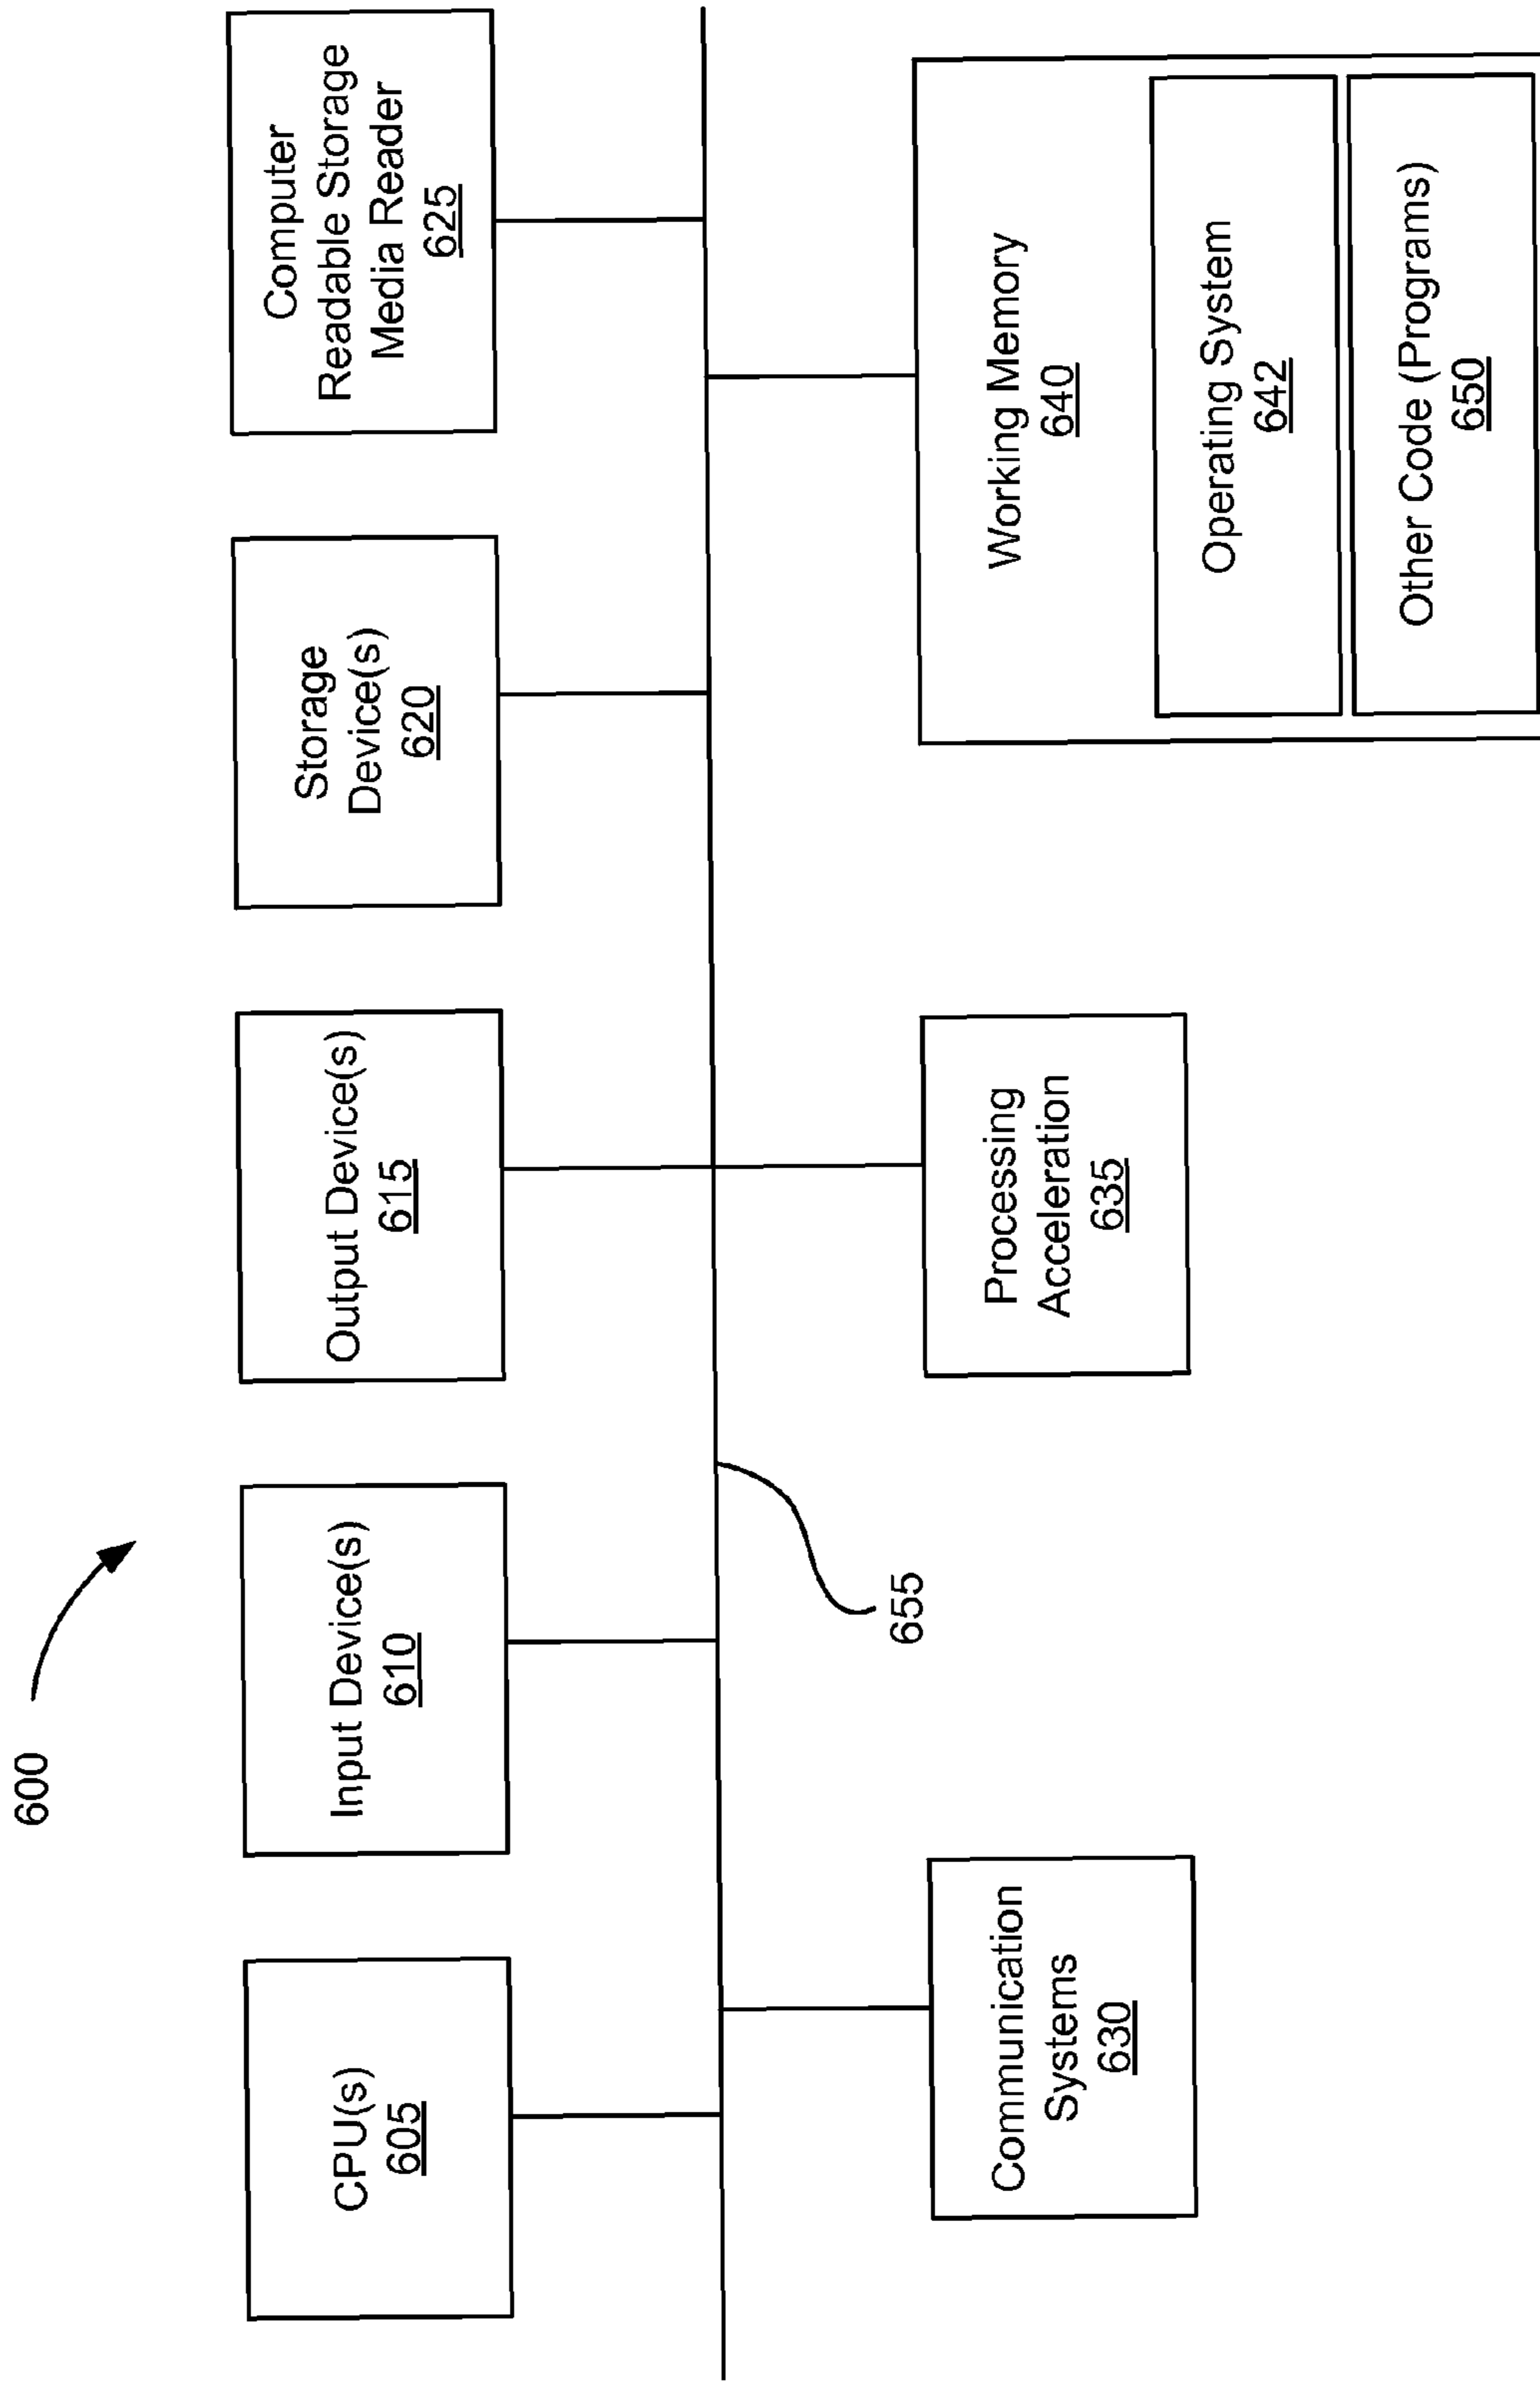 600
CPU(s)
605
Input Device(s)
610
Output Device(s)
615
Storage
Device(s)
620
Computer
Readable Storage
Media Reader
625
655
Communication
Systems
630
Processing
Acceleration
635
Working Memory
640
Operating System
642
Other Code (Programs)
650